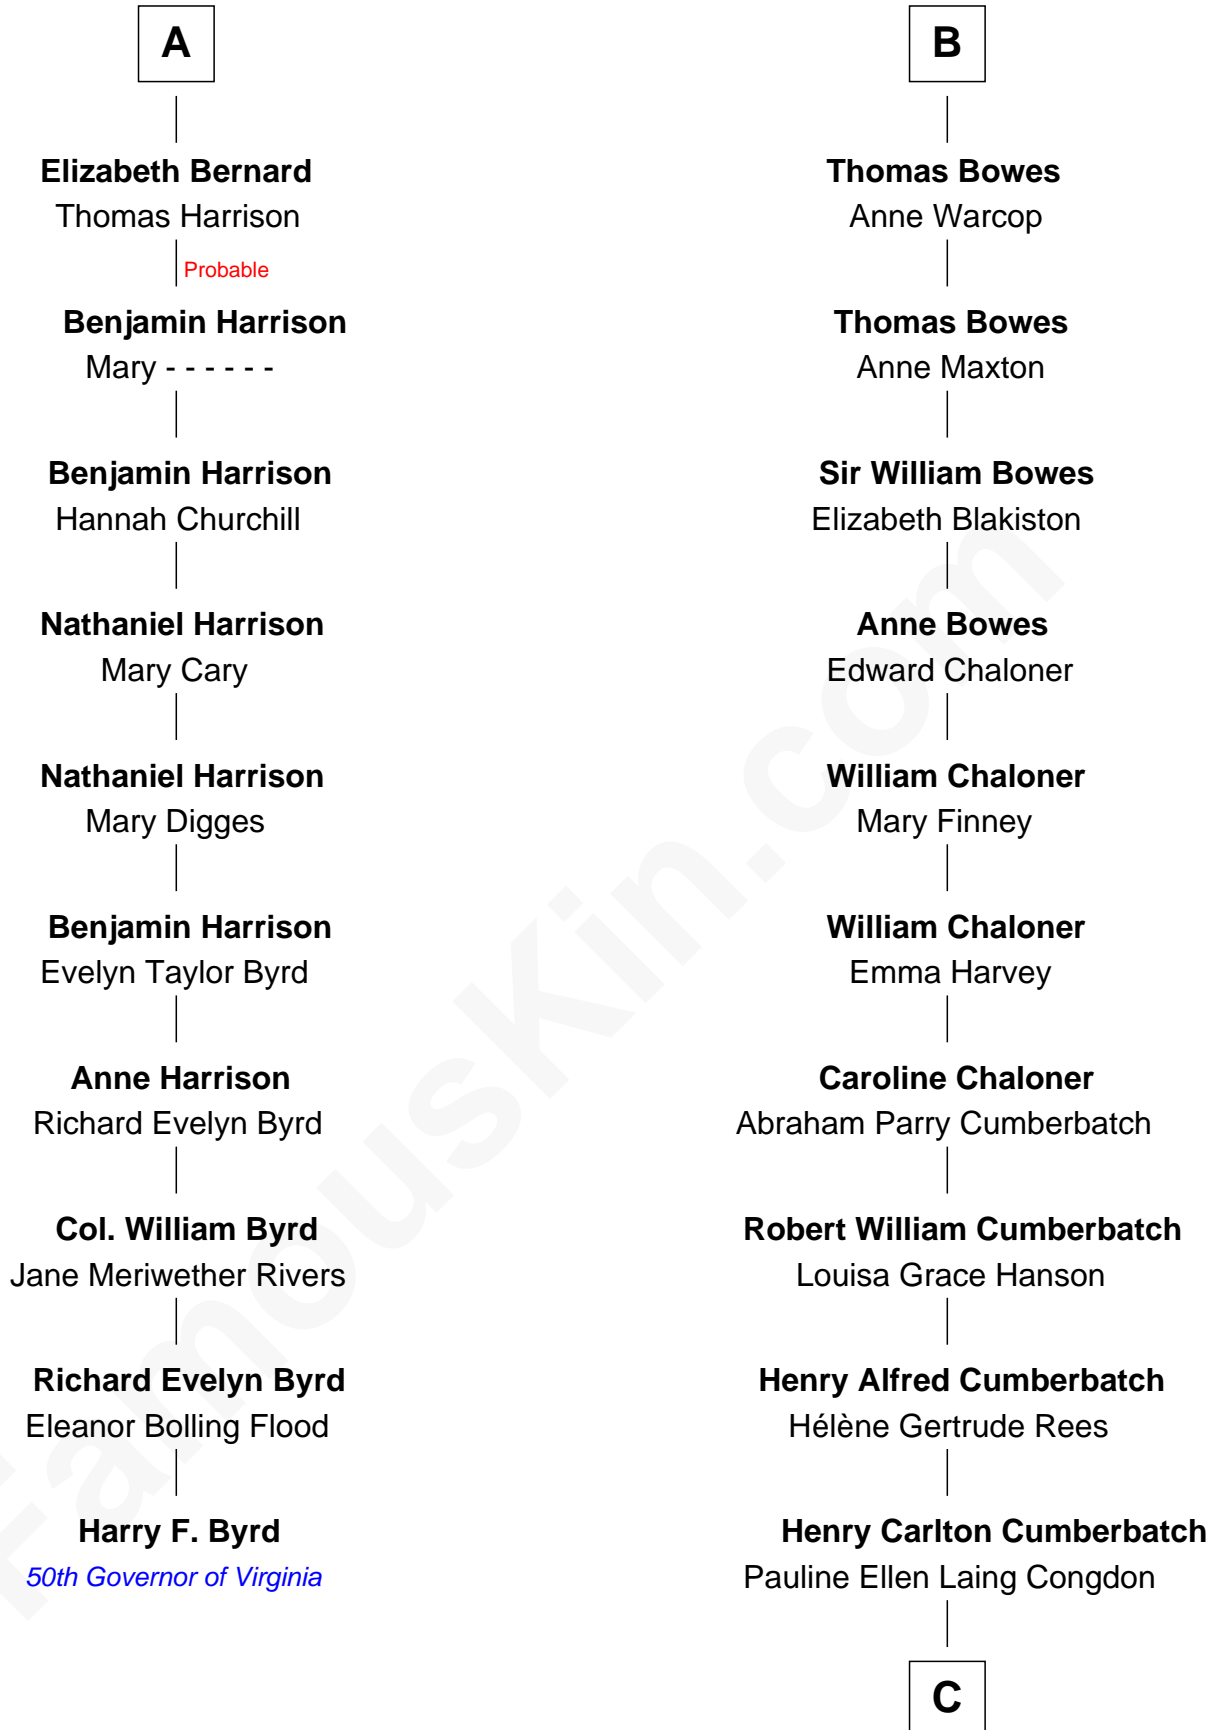 A
Elizabeth Bernard
Thomas Harrison
Probable
Benjamin Harrison
Mary - - - - - -
Benjamin Harrison
Hannah Churchill
Nathaniel Harrison
Mary Cary
Nathaniel Harrison
Mary Digges
Benjamin Harrison
Evelyn Taylor Byrd
Anne Harrison
Richard Evelyn Byrd
Col. William Byrd
Jane Meriwether Rivers
Richard Evelyn Byrd
Eleanor Bolling Flood
Harry F. Byrd
50th Governor of Virginia
B
Thomas Bowes
Anne Warcop
Thomas Bowes
Anne Maxton
Sir William Bowes
Elizabeth Blakiston
Anne Bowes
Edward Chaloner
William Chaloner
Mary Finney
William Chaloner
Emma Harvey
Caroline Chaloner
Abraham Parry Cumberbatch
Robert William Cumberbatch
Louisa Grace Hanson
Henry Alfred Cumberbatch
Hélène Gertrude Rees
Henry Carlton Cumberbatch
Pauline Ellen Laing Congdon
C
FamousKin.com